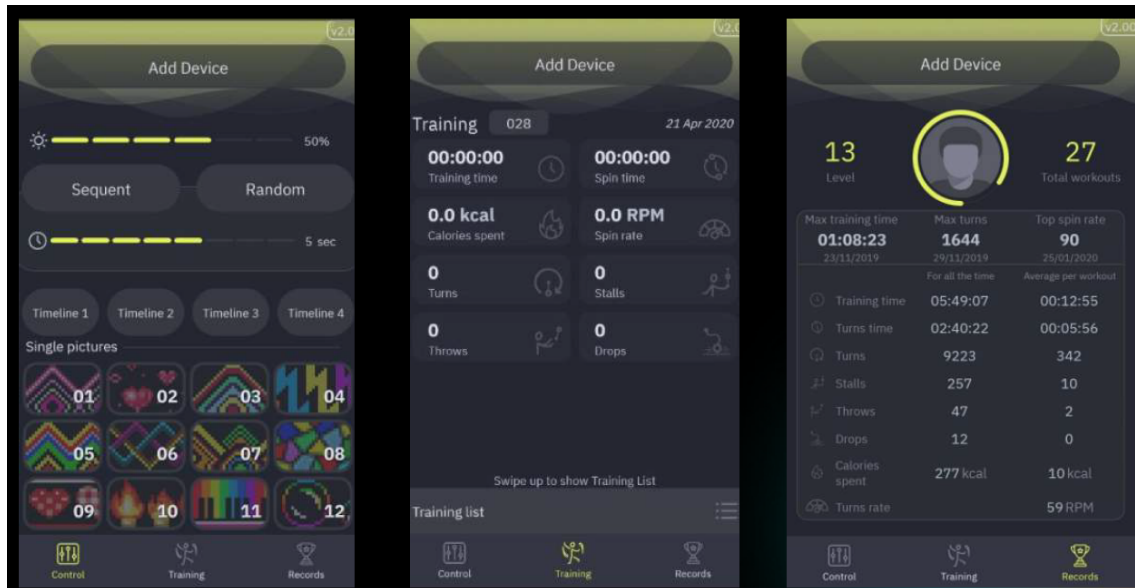 v2.0
Add Device
50%
Sequent Random
5 sec
Timeline 1 Timeline 2 Timeline 3 Timeline 4
Single pictures
01 02 03 04
05 06 07 08
09 10 11 12
Control Training Records
v2.0
Add Device
Training 028 21 Apr 2020
00:00:00 00:00:00
Training time Spin time
0.0 kcal 0.0 RPM
Calories spent Spin rate
0 0
Turns Stalls
0 0
Throws Drops
Swipe up to show Training List
Training list
Control Training Records
v2.00
Add Device
13 27
Level Total workouts
Max training time Max turns Top spin rate
01:08:23 1644 90
23/11/2019 29/11/2019 25/01/2020
For all the time Average per workout
Training time 05:49:07 00:12:55
Turns time 02:40:22 00:05:56
Turns 9223 342
Stalls 257 10
Throws 47 2
Drops 12 0
Calories
spent 277 kcal 10 kcal
Turns rate 59 RPM
Control Training Records